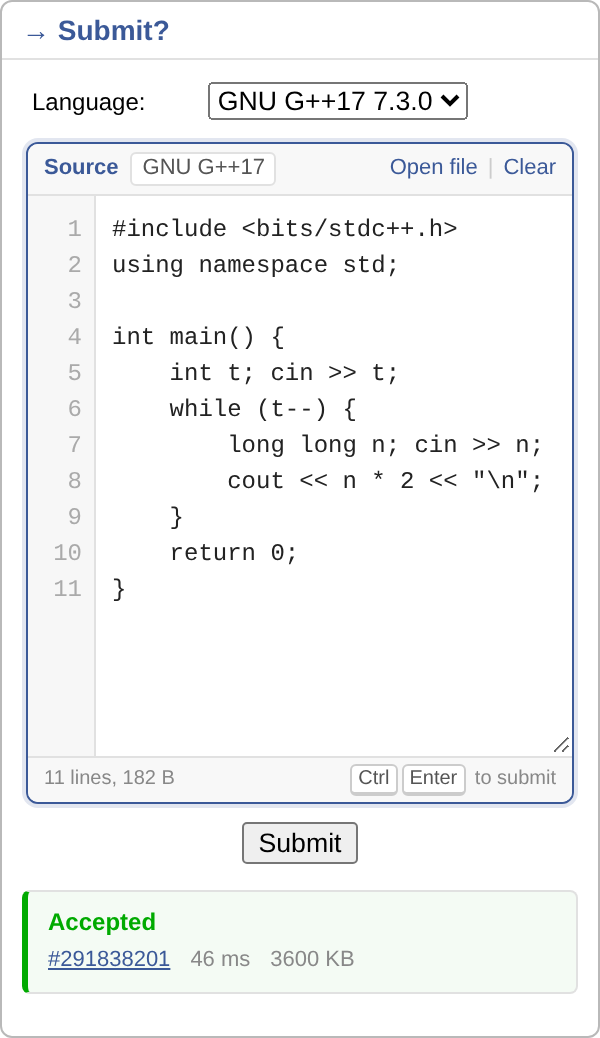 → Submit?
Language: GNU G++17 7.3.0
Source GNU G++17 Open file | Clear
1 #include <bits/stdc++.h>
2 using namespace std;
3
4 int main() {
5     int t; cin >> t;
6     while (t--) {
7         long long n; cin >> n;
8         cout << n * 2 << "\n";
9     }
10     return 0;
11 }
11 lines, 182 B Ctrl Enter to submit
Submit
Accepted
#291838201 46 ms 3600 KB